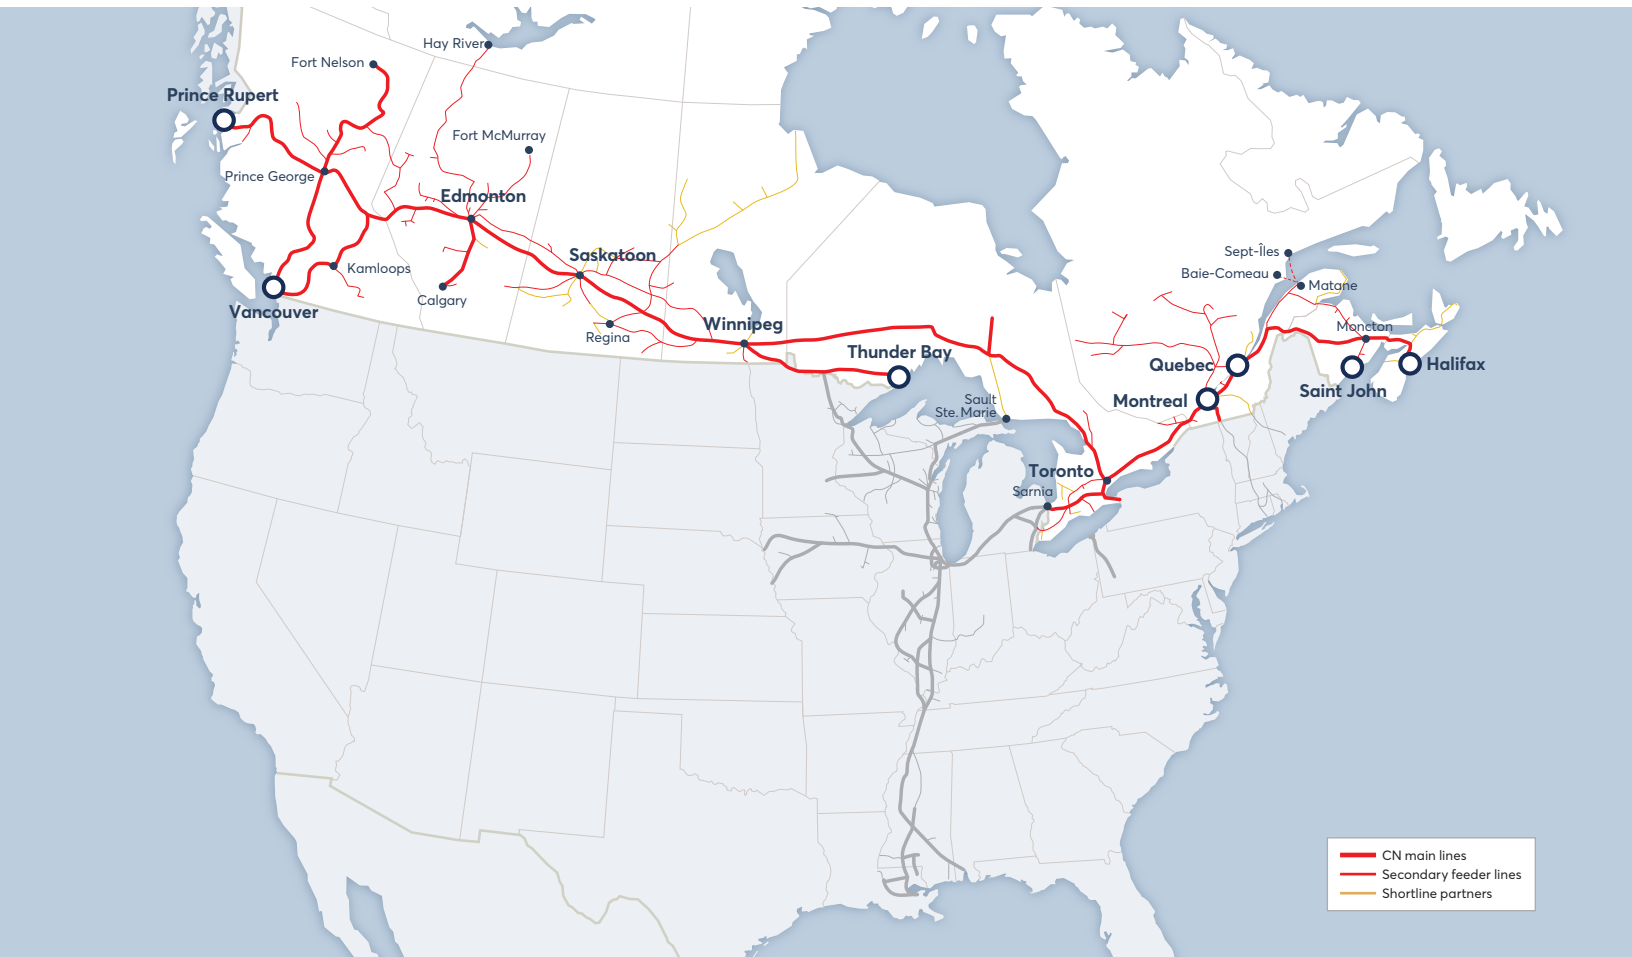 Hay River
Fort Nelson
Prince Rupert
Fort McMurray
Prince George
Edmonton
Saskatoon
Kamloops
Calgary
Vancouver
Regina
Winnipeg
Thunder Bay
Sault
Ste. Marie
Toronto
Sarnia
Sept-Îles
Baie-Comeau
Matane
Moncton
Quebec
Halifax
Saint John
Montreal
CN main lines
Secondary feeder lines
Shortline partners